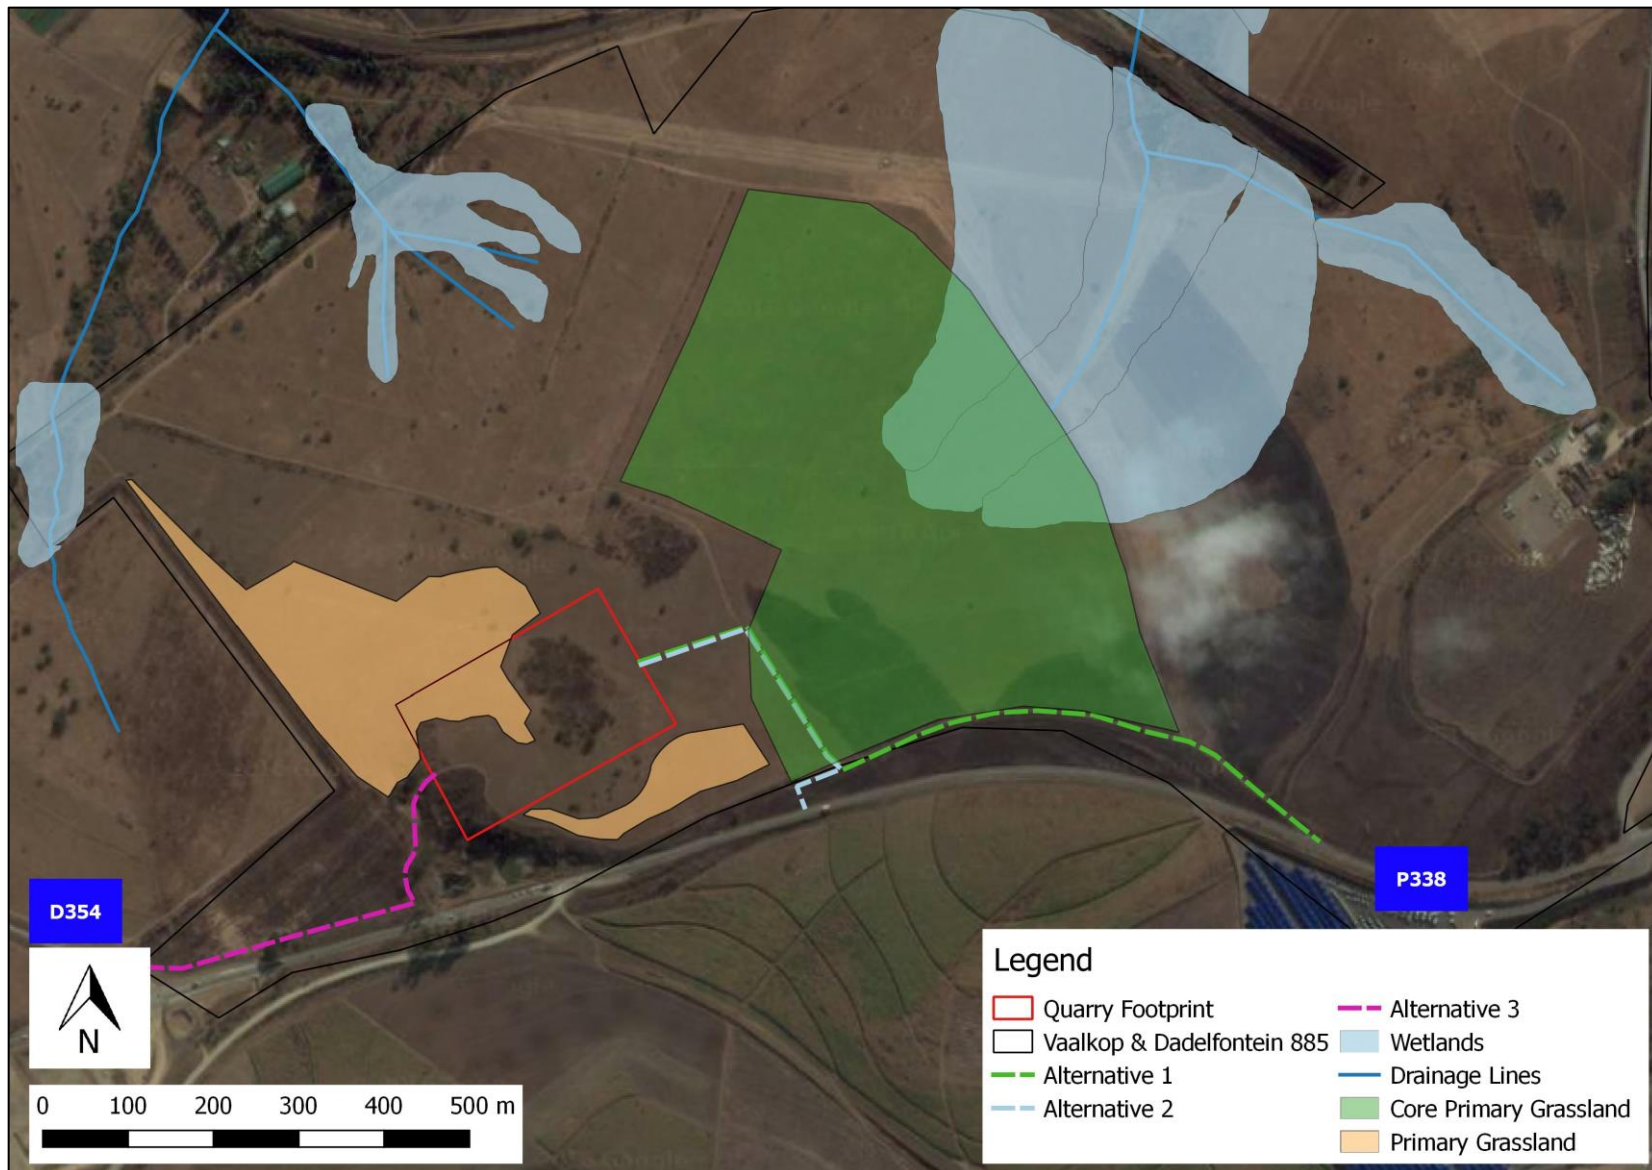 D354
P338
N
0 100 200 300 400 500 m
Legend
Quarry Footprint
Vaalkop & Dadelfontein 885
Alternative 1
Alternative 2
Alternative 3
Wetlands
Drainage Lines
Core Primary Grassland
Primary Grassland